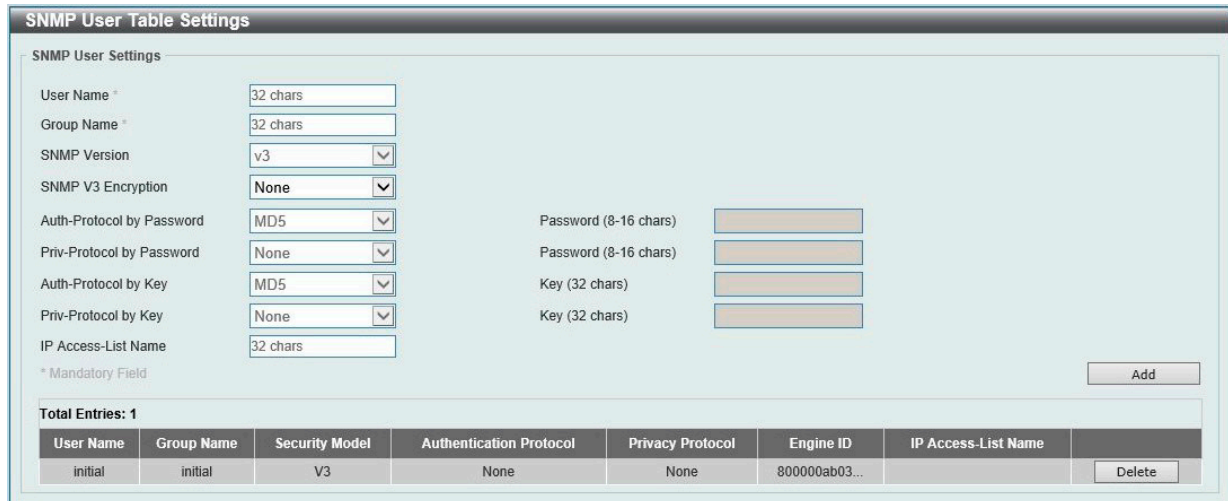 SNMP User Table Settings
SNMP User Settings
User Name *
32 chars
Group Name *
32 chars
SNMP Version
v3
SNMP V3 Encryption
None
Auth-Protocol by Password
MD5
Password (8-16 chars)
Priv-Protocol by Password
None
Password (8-16 chars)
Auth-Protocol by Key
MD5
Key (32 chars)
Priv-Protocol by Key
None
Key (32 chars)
IP Access-List Name
32 chars
* Mandatory Field
Add
Total Entries: 1
User Name Group Name Security Model Authentication Protocol Privacy Protocol Engine ID IP Access-List Name
initial initial V3 None None 800000ab03... Delete